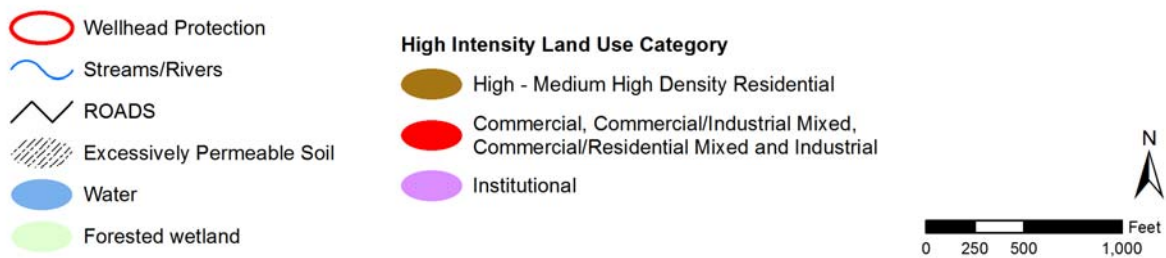 Wellhead Protection
Streams/Rivers
ROADS
Excessively Permeable Soil
Water
Forested wetland
High Intensity Land Use Category
High - Medium High Density Residential
Commercial, Commercial/Industrial Mixed,
Commercial/Residential Mixed and Industrial
Institutional
N
Feet
0 250 500 1,000